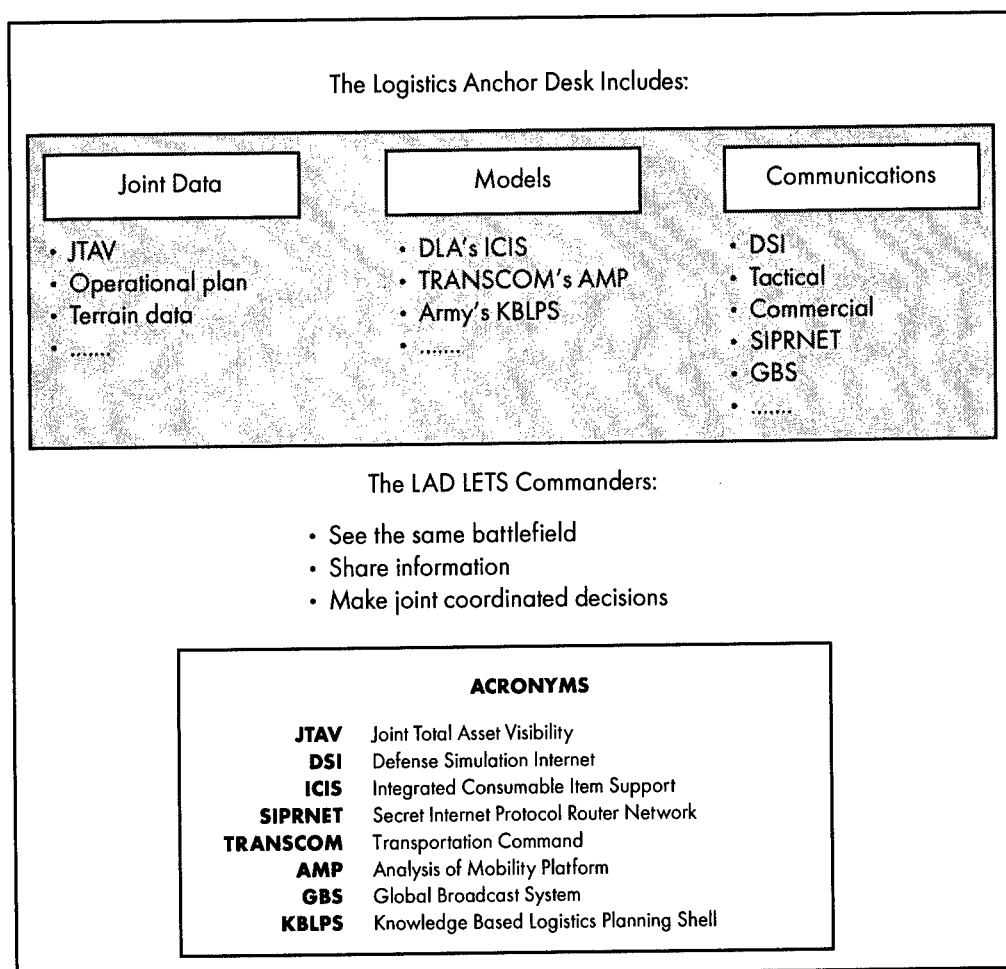 The Logistics Anchor Desk Includes:
Joint Data
• JTAV
• Operational plan
• Terrain data
• .......
Models
• DLA's ICIS
• TRANSCOM's AMP
• Army's KBLPS
• .......
Communications
• DSI
• Tactical
• Commercial
• SIPRNET
• GBS
• .......
The LAD LETS Commanders:
• See the same battlefield
• Share information
• Make joint coordinated decisions
ACRONYMS
JTAV Joint Total Asset Visibility
DSI Defense Simulation Internet
ICIS Integrated Consumable Item Support
SIPRNET Secret Internet Protocol Router Network
TRANSCOM Transportation Command
AMP Analysis of Mobility Platform
GBS Global Broadcast System
KBLPS Knowledge Based Logistics Planning Shell